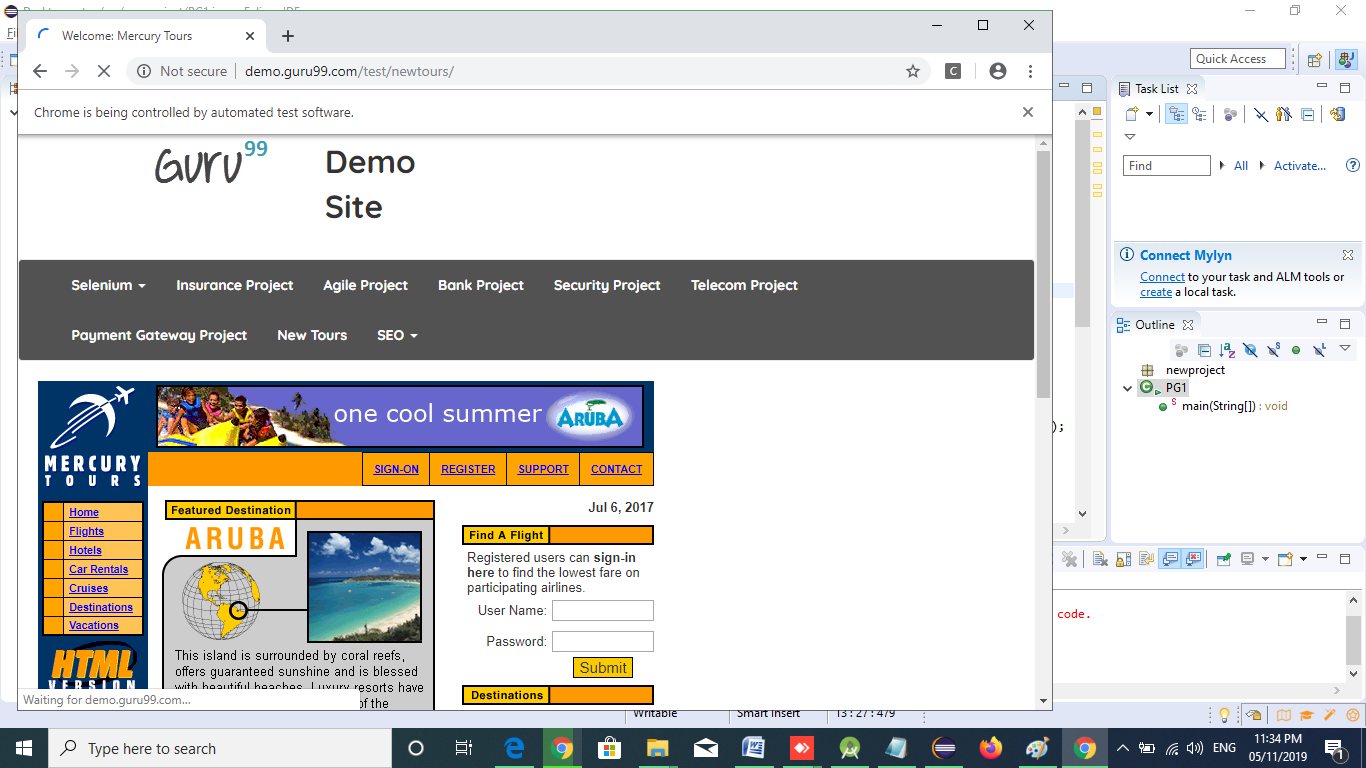 Welcome: Mercury Tours
Not secure
demo.guru99.com/test/newtours/
C
Chrome is being controlled by automated test software.
Guru99
Demo
Site
Selenium
Insurance Project
Agile Project
Bank Project
Security Project
Telecom Project
Payment Gateway Project
New Tours
SEO
MERCURY
TOURS
one cool summer
ARUBA
SIGN-ON
REGISTER
SUPPORT
CONTACT
Home
Flights
Hotels
Car Rentals
Cruises
Destinations
Vacations
HTML
VERSION
Featured Destination
ARUBA
This island is surrounded by coral reefs,
offers guaranteed sunshine and is blessed
with beautiful beaches. Luxury resorts have
of the
Jul 6, 2017
Find A Flight
Registered users can sign-in
here to find the lowest fare on
participating airlines.
User Name:
Password:
Submit
Destinations
Waiting for demo.guru99.com...
Quick Access
Task List
Find
All
Activate...
Connect Mylyn
Connect to your task and ALM tools or
create a local task.
Outline
newproject
PG1
main(String[]) : void
);
code.
Writable
Smart Insert
13 : 27 : 479
Type here to search
ENG
11:34 PM
05/11/2019
1